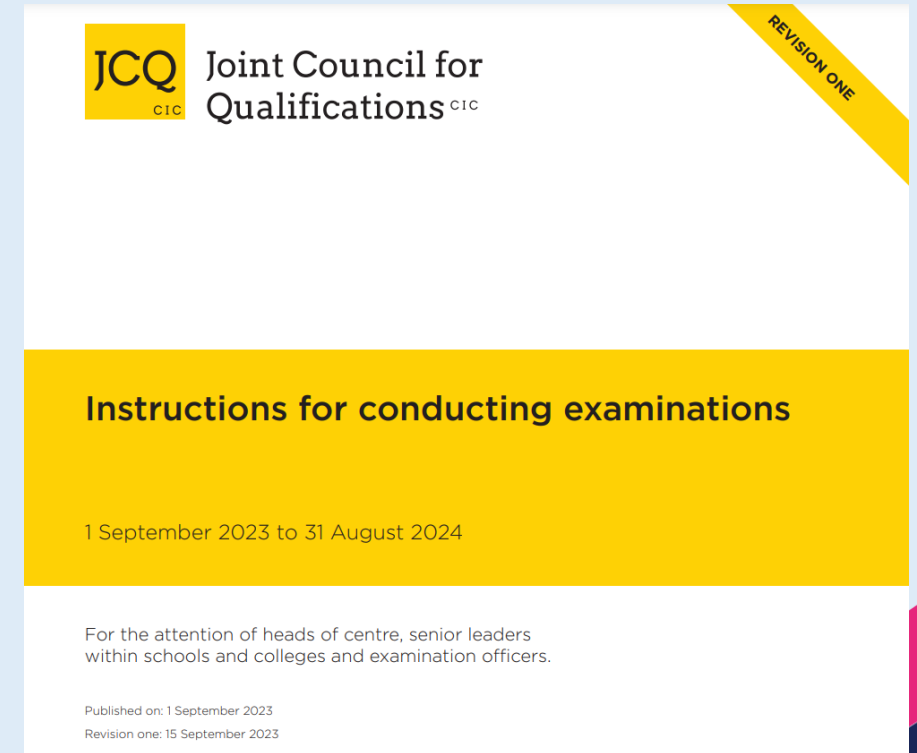 JCQ
CIC
Joint Council for
Qualifications CIC
REVISION ONE
Instructions for conducting examinations
1 September 2023 to 31 August 2024
For the attention of heads of centre, senior leaders
within schools and colleges and examination officers.
Published on: 1 September 2023
Revision one: 15 September 2023